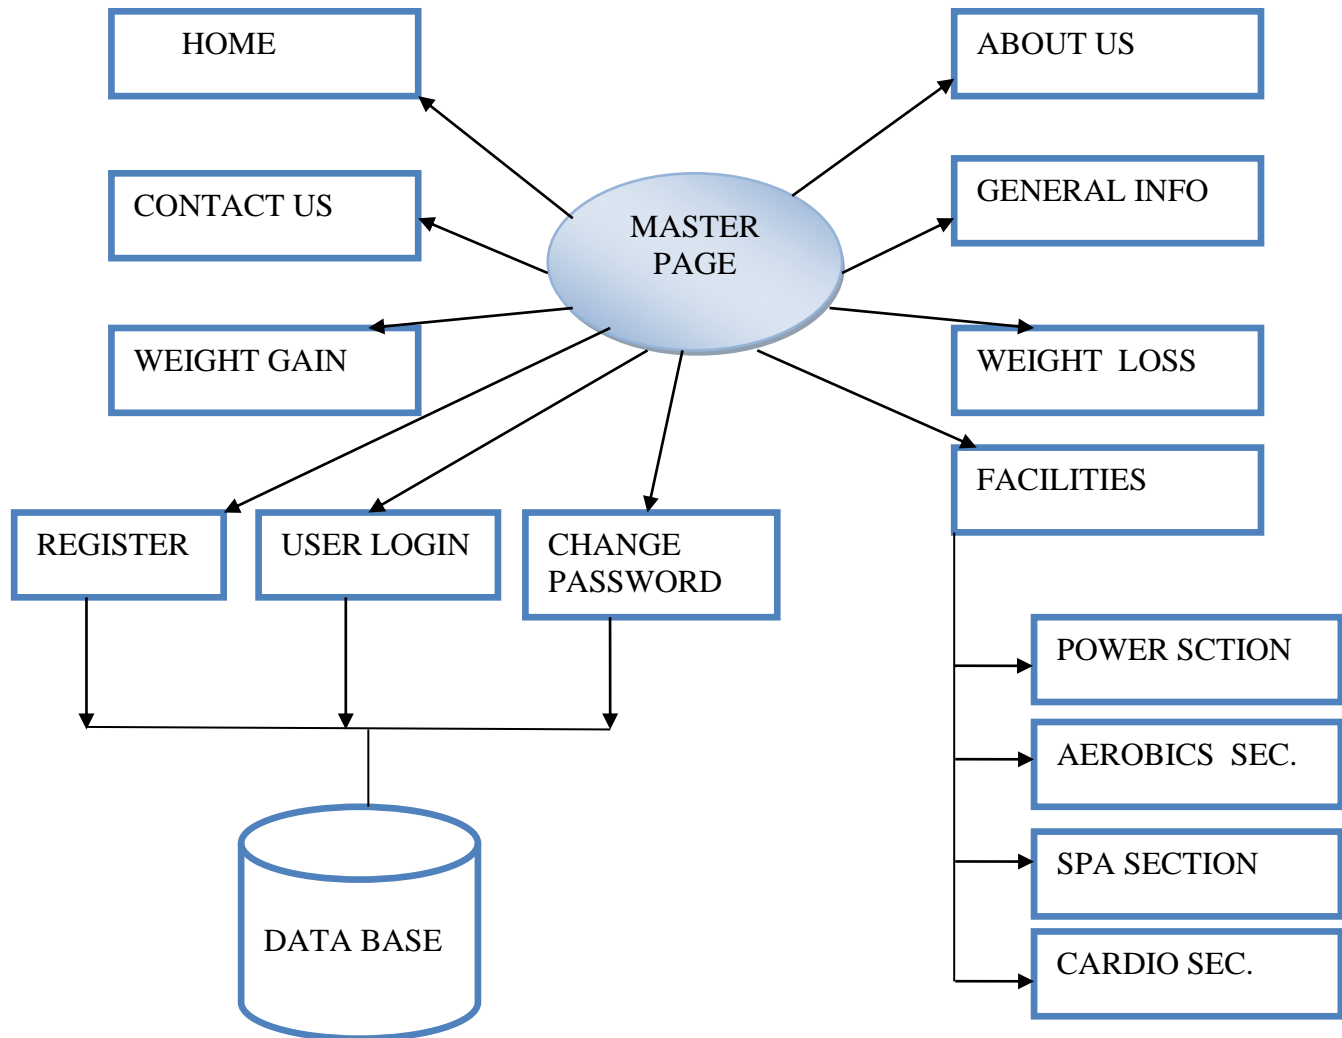 HOME
ABOUT US
CONTACT US
MASTER
PAGE
GENERAL INFO
WEIGHT GAIN
WEIGHT LOSS
FACILITIES
REGISTER
USER LOGIN
CHANGE
PASSWORD
POWER SCTION
AEROBICS SEC.
SPA SECTION
DATA BASE
CARDIO SEC.